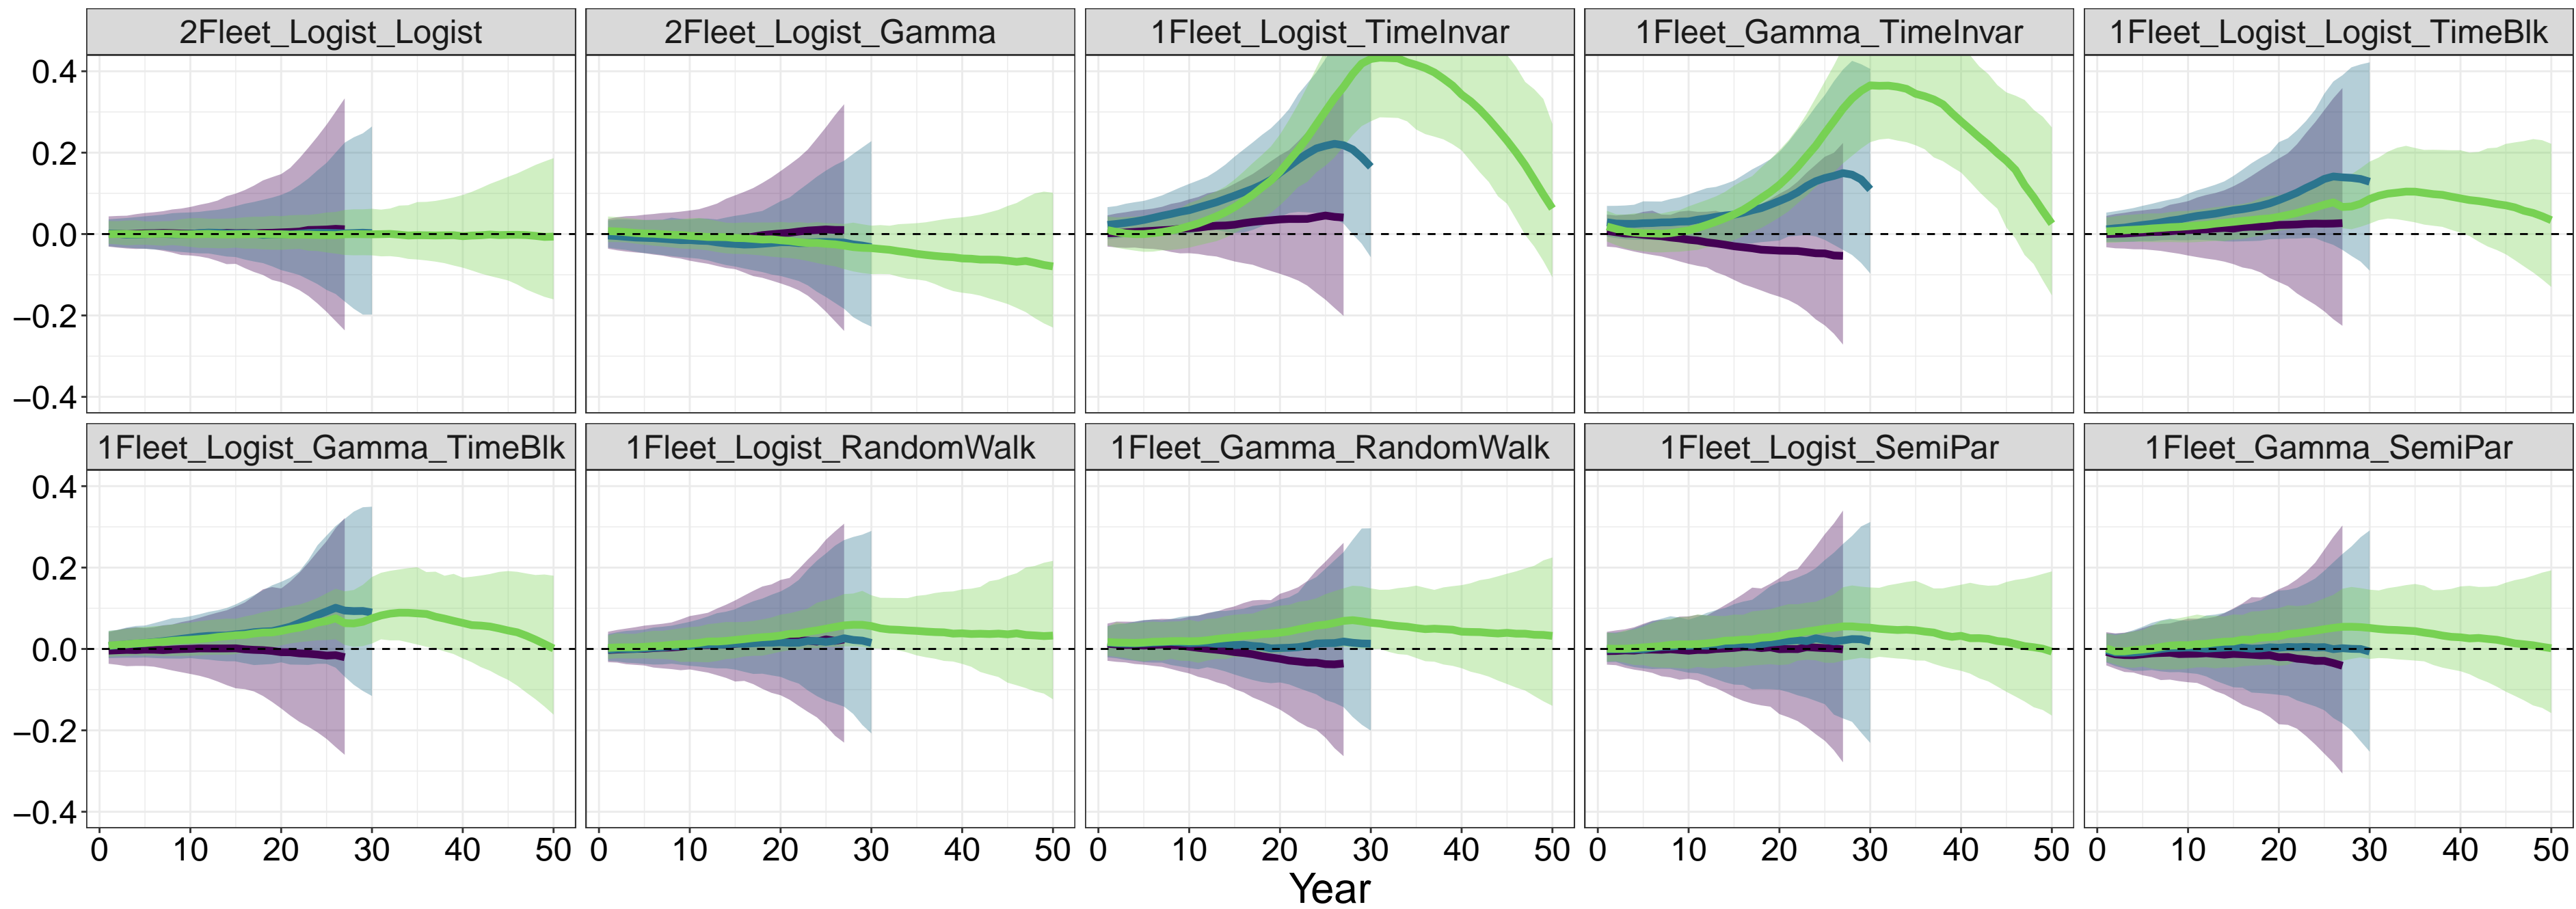 2Fleet_Logist_Logist
2Fleet_Logist_Gamma
1Fleet_Logist_TimeInvar
1Fleet_Gamma_TimeInvar
1Fleet_Logist_Logist_TimeBlk
0.4
0.2
0.0
−0.2
−0.4
1Fleet_Logist_Gamma_TimeBlk
1Fleet_Logist_RandomWalk
1Fleet_Gamma_RandomWalk
1Fleet_Logist_SemiPar
1Fleet_Gamma_SemiPar
0.4
0.2
0.0
−0.2
−0.4
0 10 20 30 40 50
0 10 20 30 40 50
0 10 20 30 40 50
0 10 20 30 40 50
0 10 20 30 40 50
Year